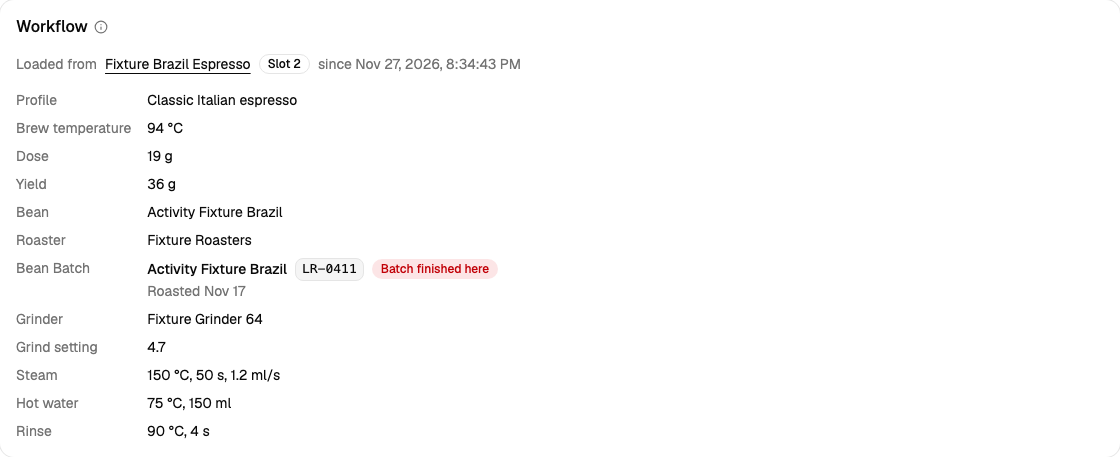 Workflow
Loaded from Fixture Brazil Espresso Slot 2 since Nov 27, 2026, 8:34:43 PM
Profile Classic Italian espresso
Brew temperature 94 °C
Dose 19 g
Yield 36 g
Bean Activity Fixture Brazil
Roaster Fixture Roasters
Bean Batch Activity Fixture Brazil LR-0411 Batch finished here
Roasted Nov 17
Grinder Fixture Grinder 64
Grind setting 4.7
Steam 150 °C, 50 s, 1.2 ml/s
Hot water 75 °C, 150 ml
Rinse 90 °C, 4 s